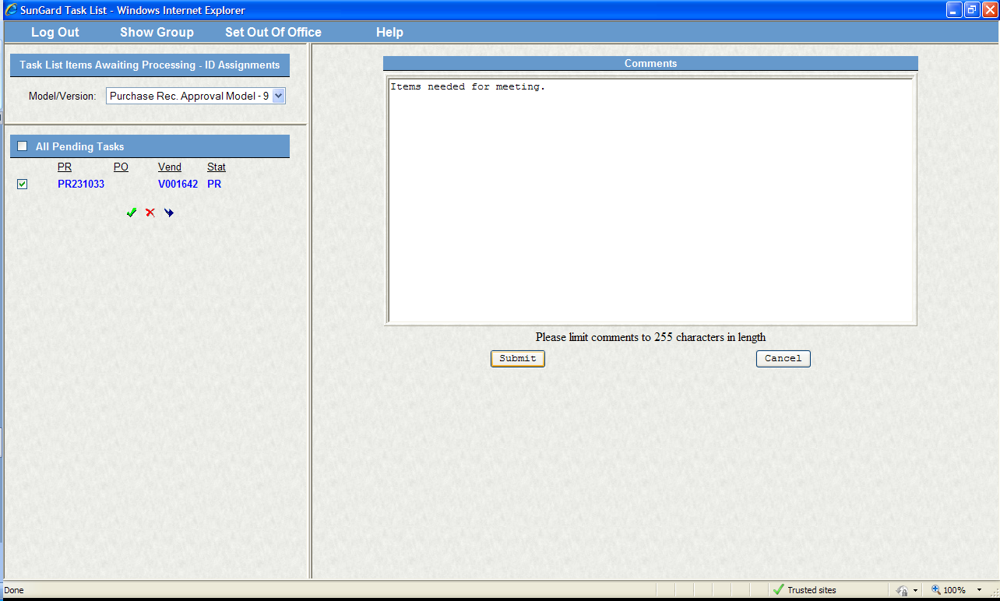 SunGard Task List - Windows Internet Explorer
Log Out Show Group Set Out Of Office Help
Task List Items Awaiting Processing - ID Assignments
Model/Version: Purchase Rec. Approval Model - 9
All Pending Tasks
PR PO Vend Stat
PR231033 V001642 PR
Comments
Items needed for meeting.
Please limit comments to 255 characters in length
Submit Cancel
Done Trusted sites 100%